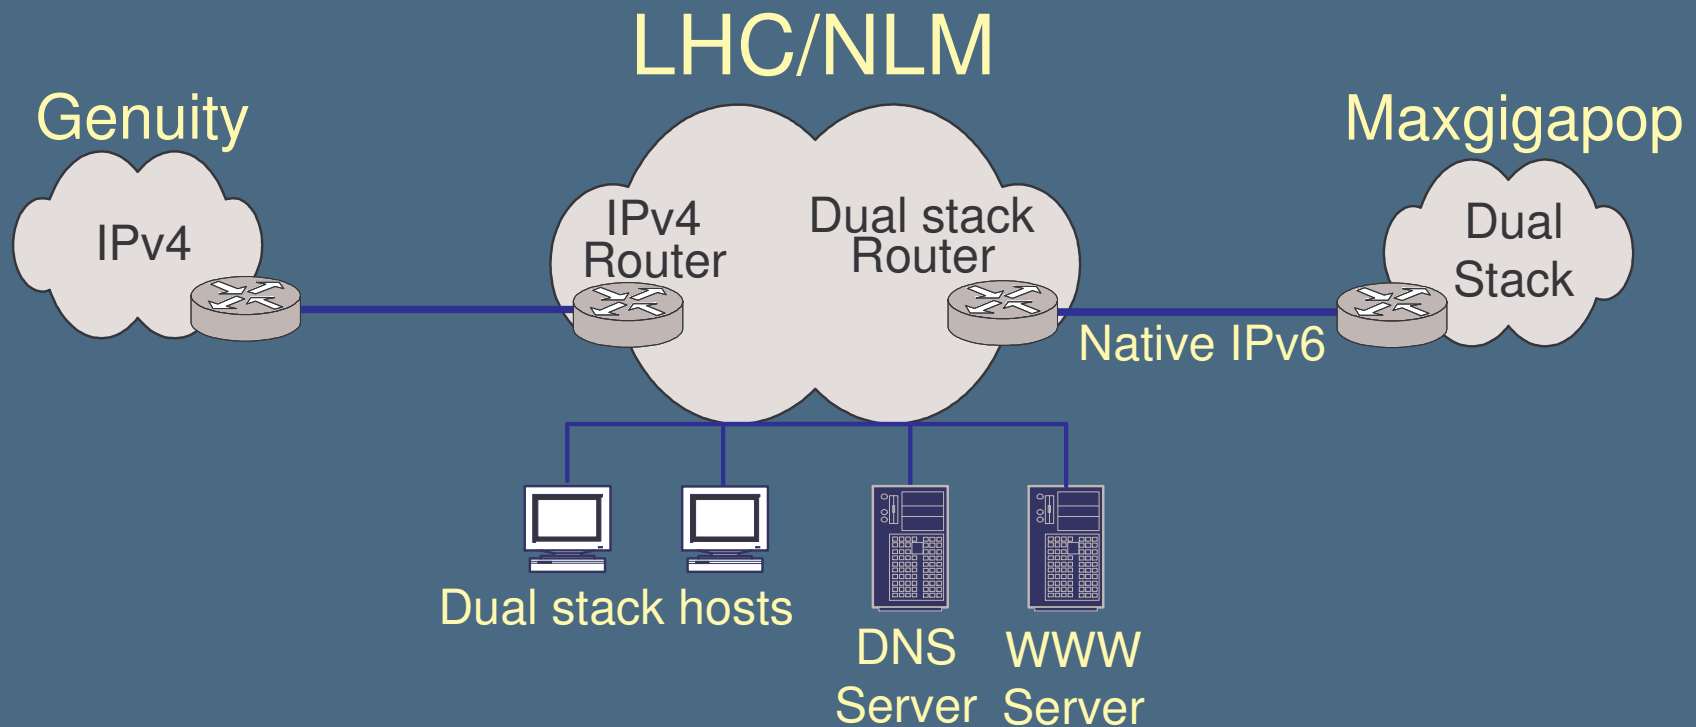 LHC/NLM
Genuity
Maxgigapop
IPv4
IPv4
Router
Dual stack
Router
Dual
Stack
Native IPv6
Dual stack hosts
DNS
Server
WWW
Server